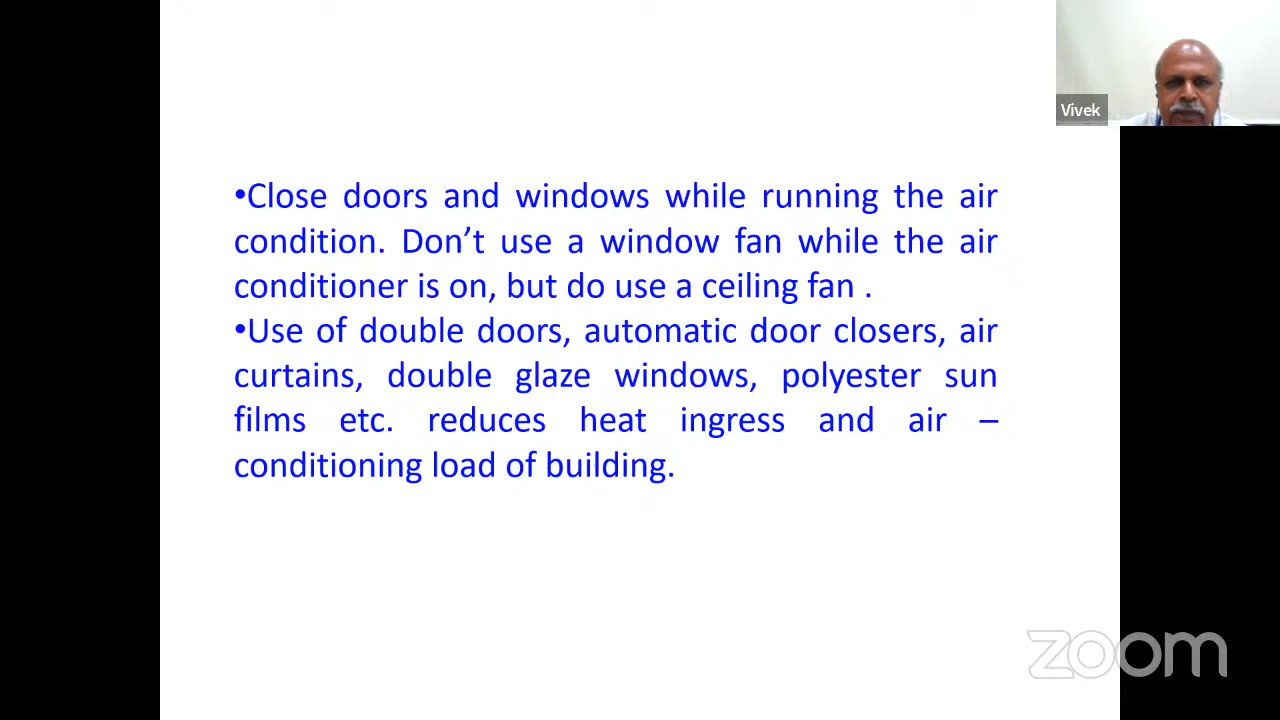 Vivek
•Close doors and windows while running the air
condition. Don’t use a window fan while the air
conditioner is on, but do use a ceiling fan .
•Use of double doors, automatic door closers, air
curtains, double glaze windows, polyester sun
films etc. reduces heat ingress and air –
conditioning load of building.
zoom